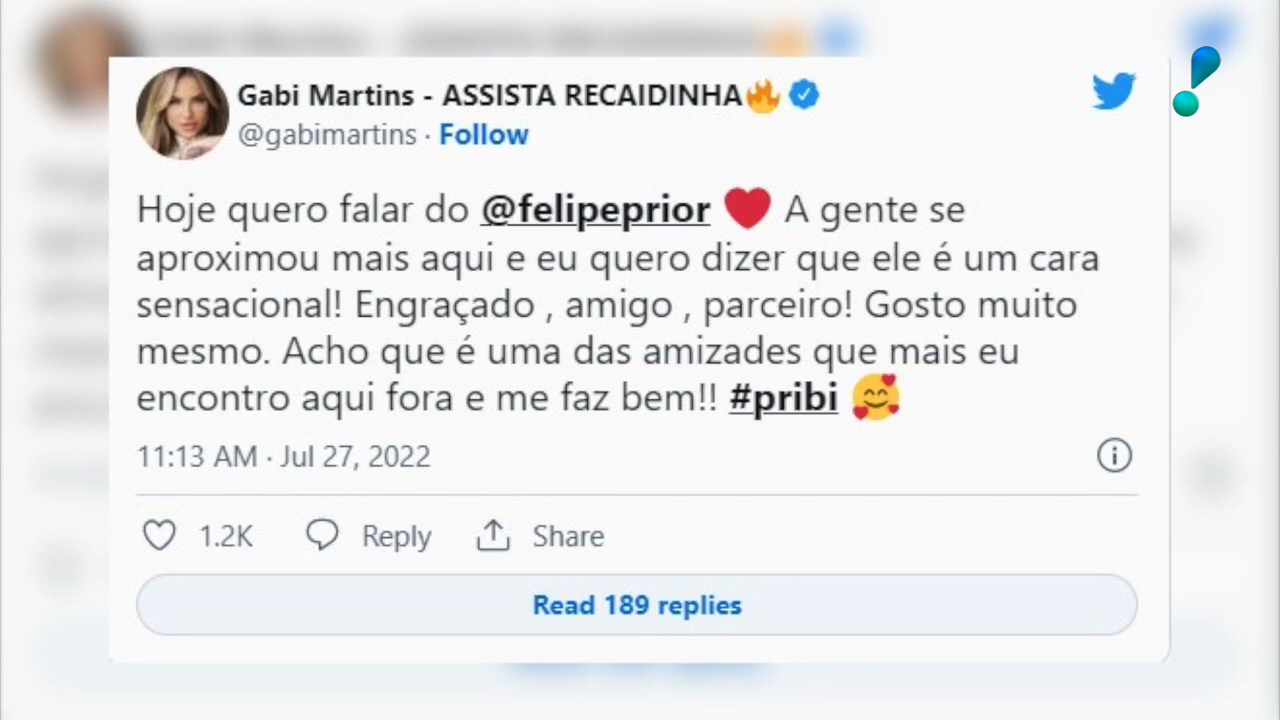 Gabi Martins - ASSISTA RECAIDINHA🔥
@gabimartins · Follow
Hoje quero falar do @felipeprior ❤️ A gente se
aproximou mais aqui e eu quero dizer que ele é um cara
sensacional! Engraçado , amigo , parceiro! Gosto muito
mesmo. Acho que é uma das amizades que mais eu
encontro aqui fora e me faz bem!! #pribi 🥰
11:13 AM · Jul 27, 2022
1.2K Reply Share
Read 189 replies